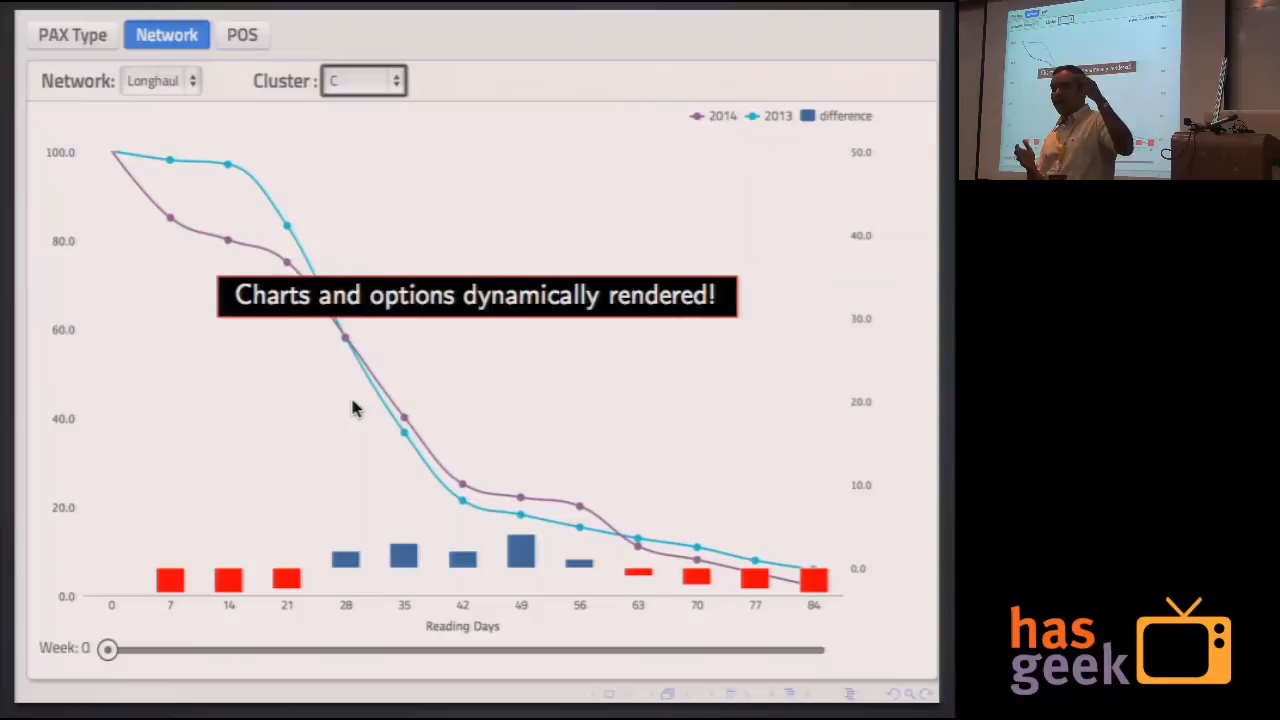 PAX Type Network POS
Network: Longhaul Cluster : C
2014 2013 difference
100.0 50.0
80.0 40.0
Charts and options dynamically rendered!
60.0 30.0
40.0 20.0
20.0 10.0
0.0 0.0
0 7 14 21 28 35 42 49 56 63 70 77 84
Reading Days
Week: 0
has
geek